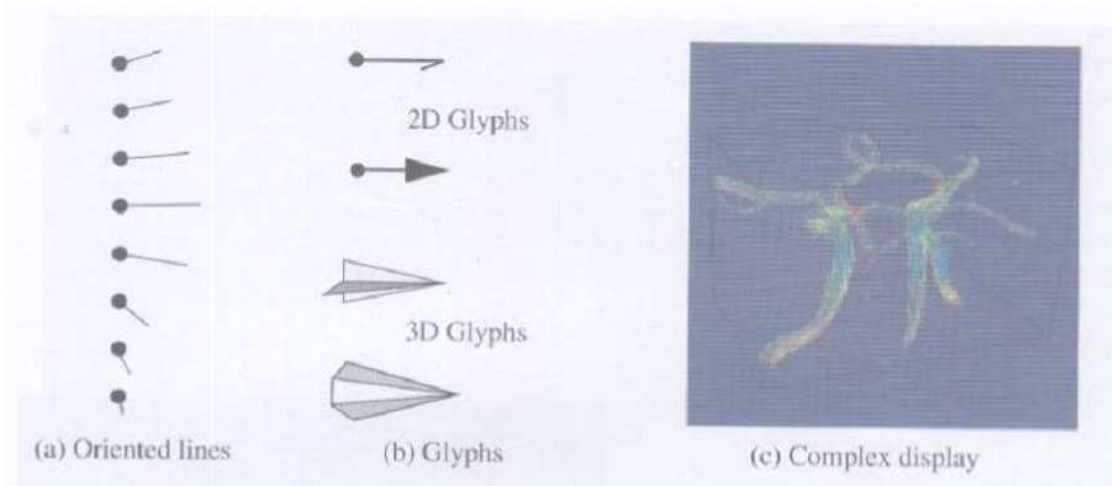 2D Glyphs
3D Glyphs
(a) Oriented lines
(b) Glyphs
(c) Complex display